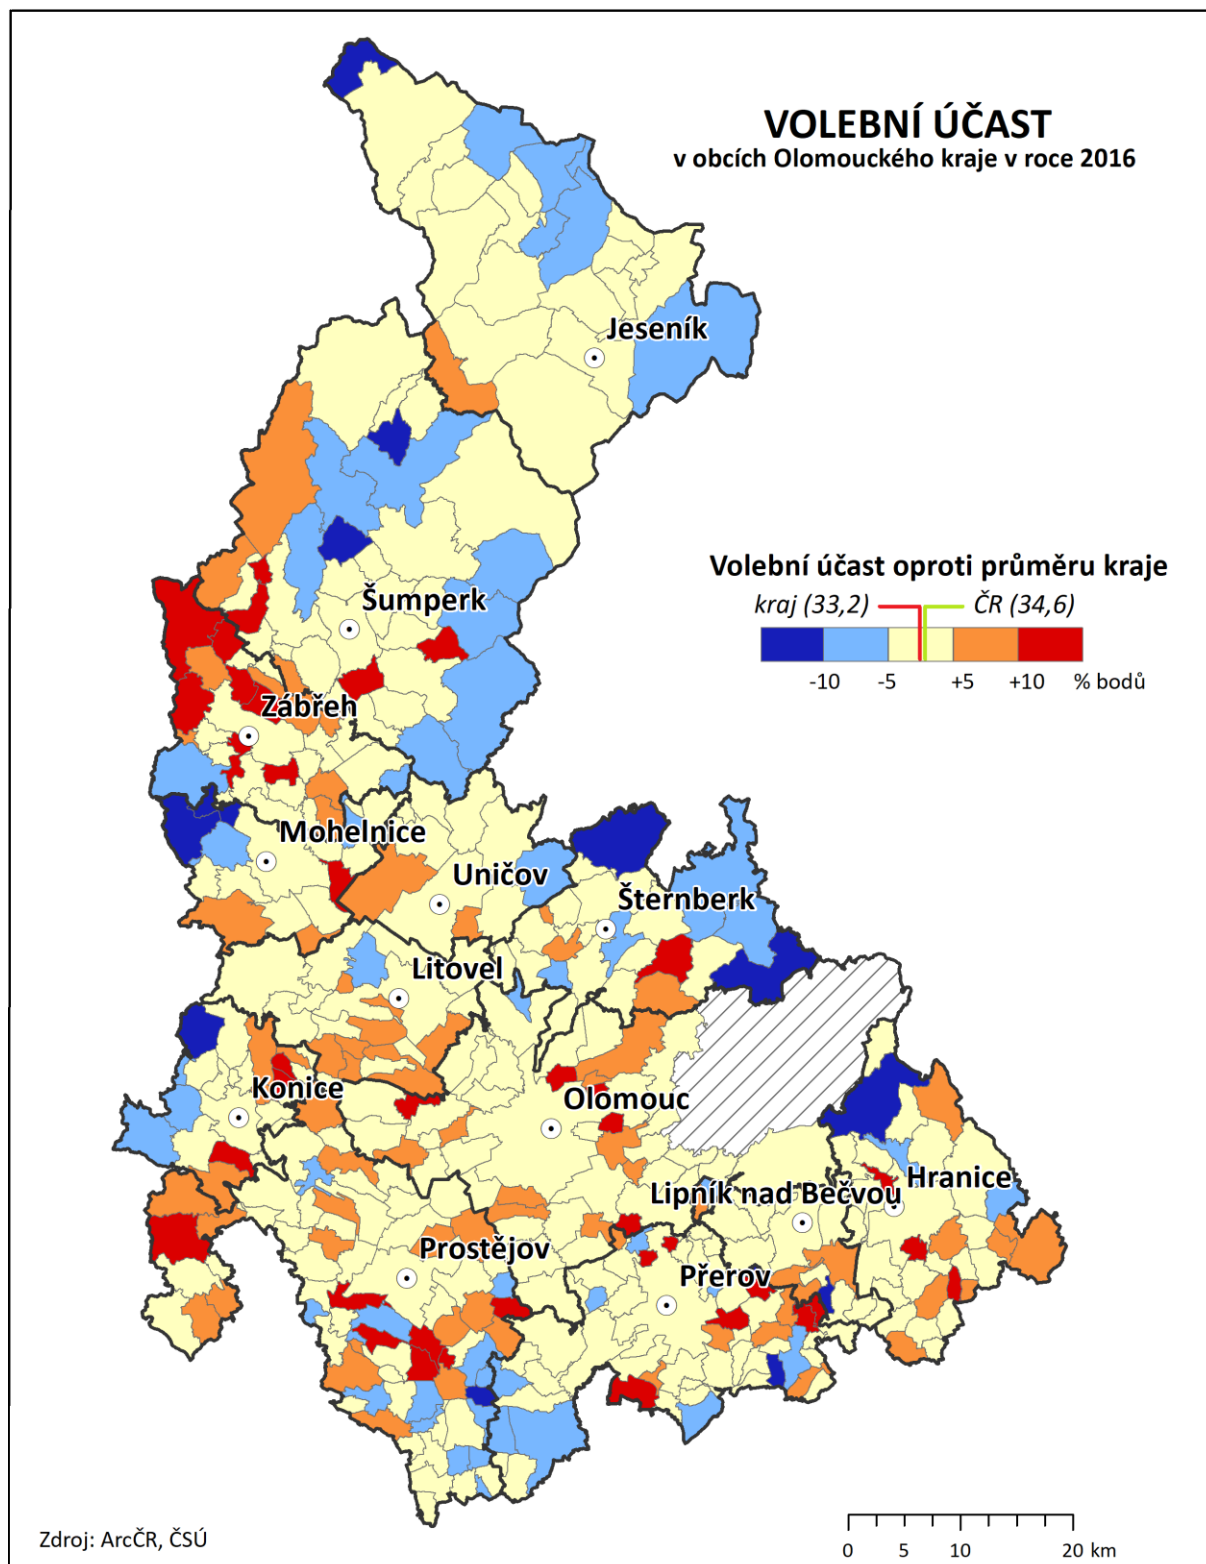 VOLEBNÍ ÚČAST
v obcích Olomouckého kraje v roce 2016
Jeseník
Volební účast oproti průměru kraje
kraj (33,2)
ČR (34,6)
-10
-5
+5
+10
% bodů
Šumperk
Zábřeh
Mohelnice
Uničov
Šternberk
Litovel
Konice
Olomouc
Hranice
Lipník nad Bečvou
Prostějov
Přerov
Zdroj: ArcČR, ČSÚ
0
5
10
20 km